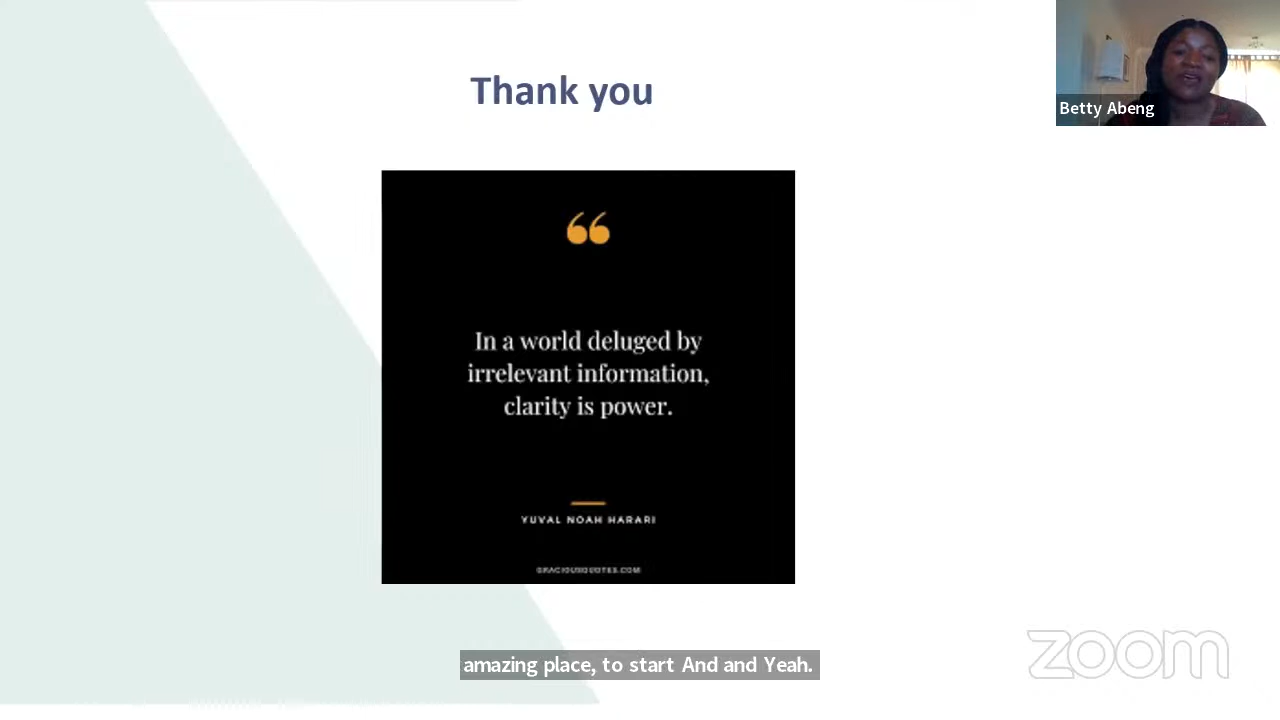 Thank you
Betty Abeng
❝
In a world deluged by
irrelevant information,
clarity is power.
YUVAL NOAH HARARI
GRACIOUSQUOTES.COM
amazing place, to start And and Yeah.
zoom